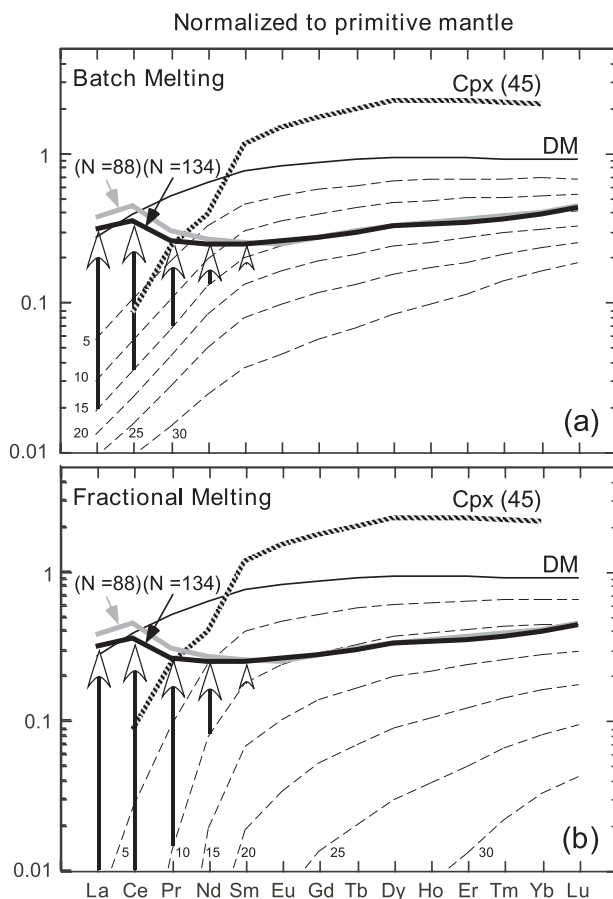 Normalized to primitive mantle
Batch Melting
Cpx (45)
DM
(N =88)(N =134)
1
0.1
0.01
5
10
15
20
25
30
(a)
Fractional Melting
Cpx (45)
DM
(N =88)(N =134)
1
0.1
0.01
5
10
15
20
25
30
(b)
La Ce Pr Nd Sm Eu Gd Tb Dy Ho Er Tm Yb Lu